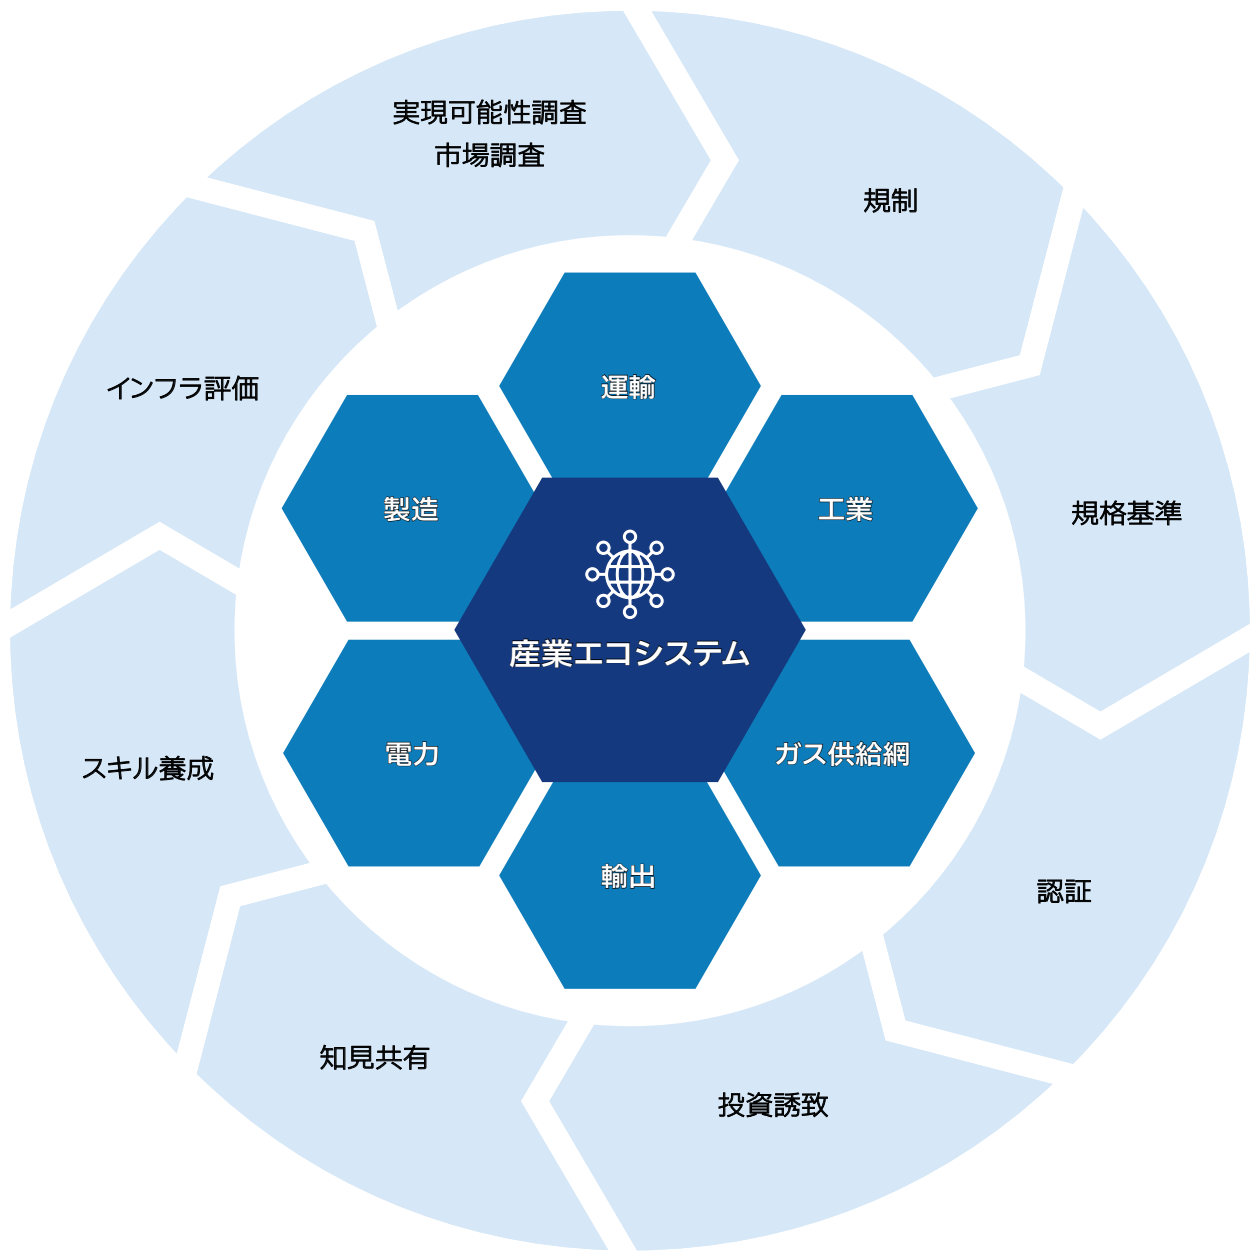 実現可能性調査
市場調査
規制
規格基準
認証
投資誘致
知見共有
スキル養成
インフラ評価
運輸
工業
ガス供給網
輸出
電力
製造
産業エコシステム